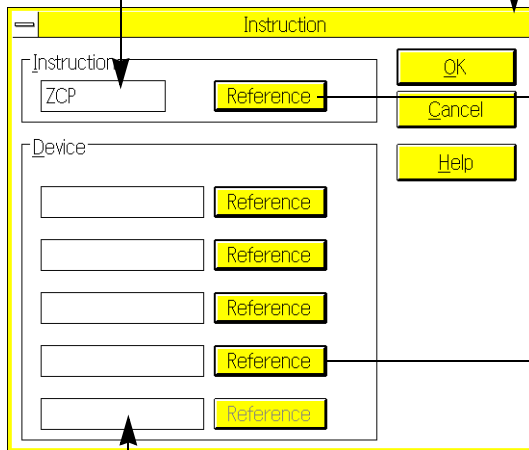 Instruction
Instruction
OK
ZCP Reference
Cancel
Device
Help
Reference
Reference
Reference
Reference
Reference